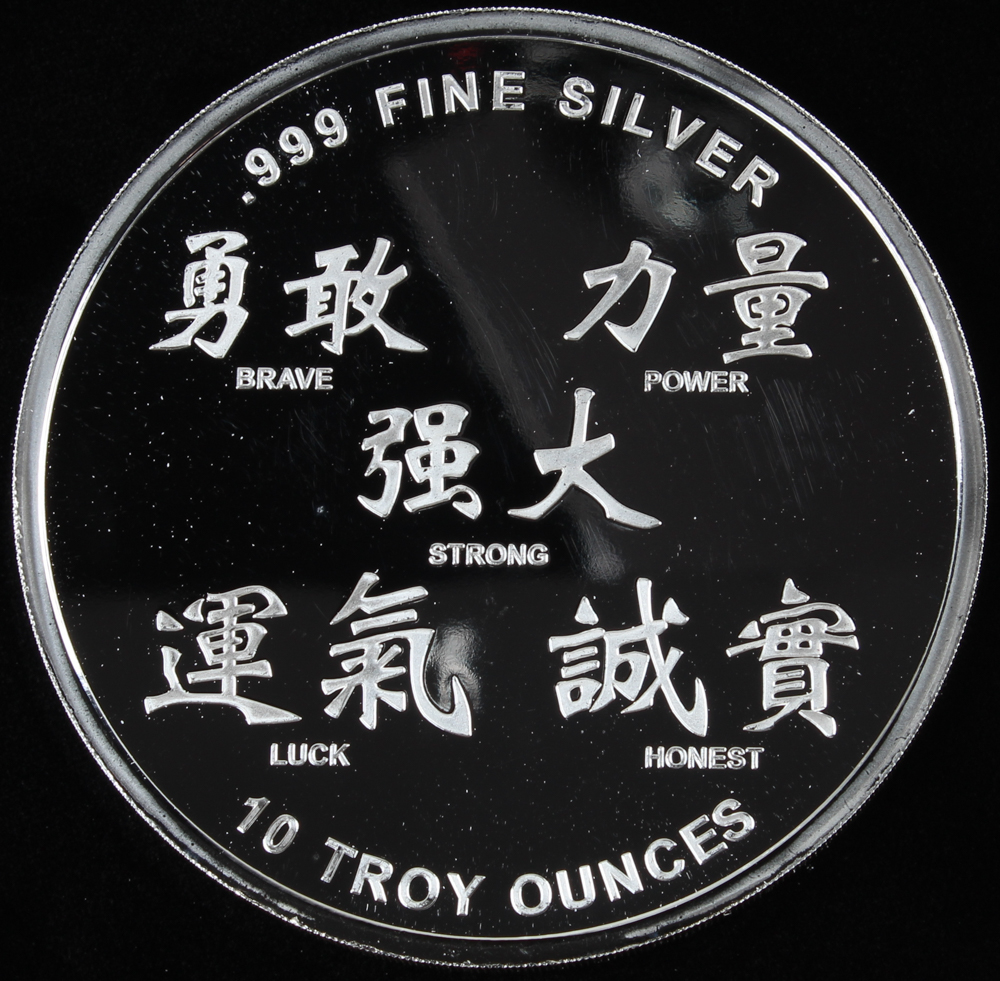 .999 FINE SILVER
勇敢 力量
BRAVE POWER
强大
STRONG
運氣 誠實
LUCK HONEST
10 TROY OUNCES